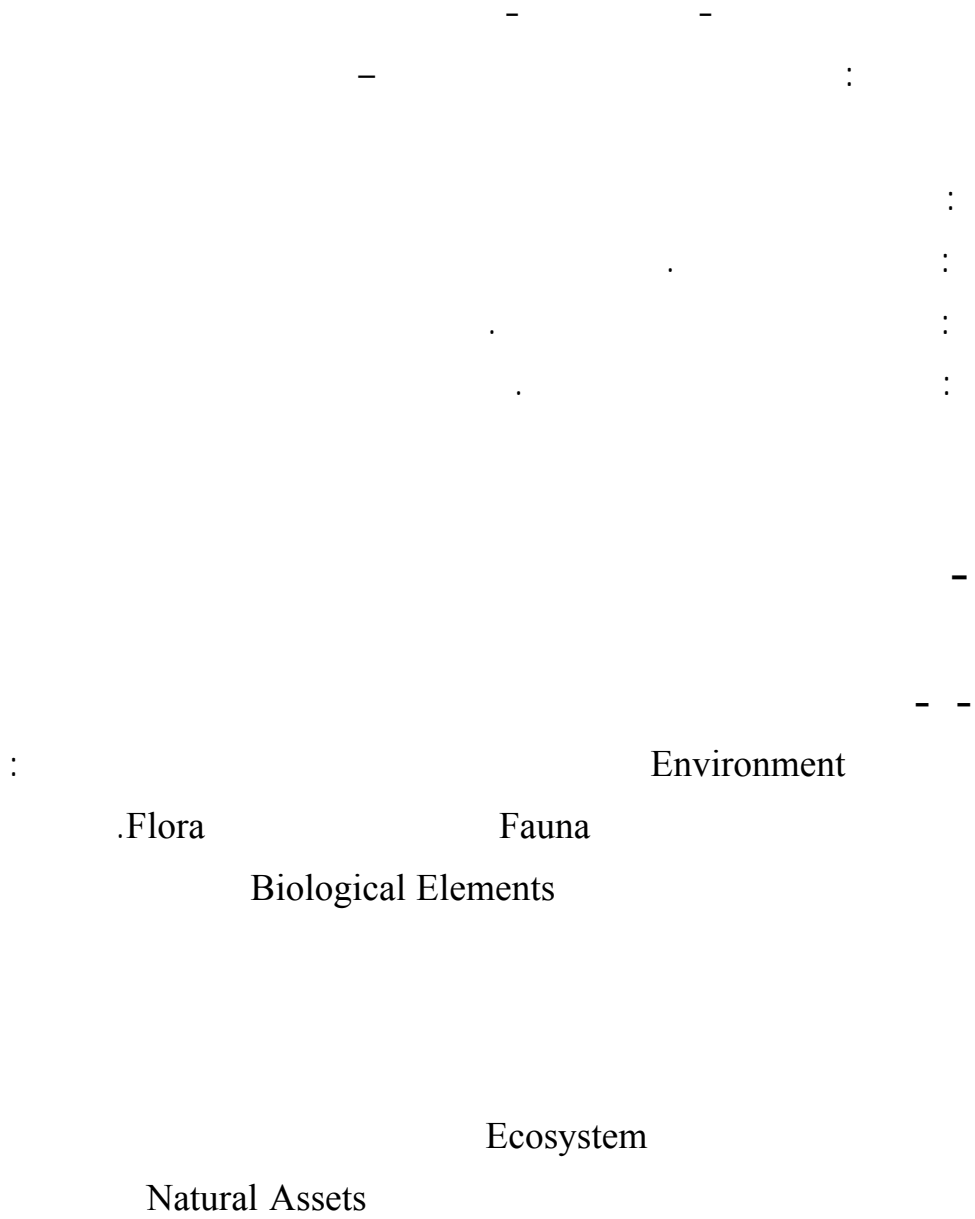 - -
– :
:
. :
. :
. :
-
- -
Environment :
Fauna Flora.
Biological Elements
Ecosystem
Natural Assets